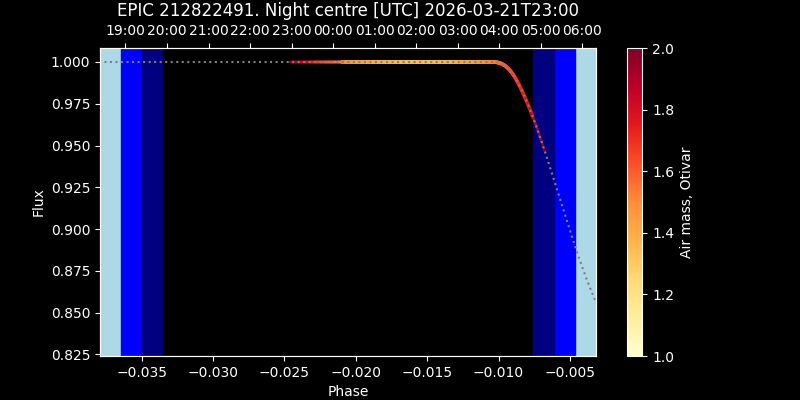 EPIC 212822491. Night centre [UTC] 2026-03-21T23:00
19:00 20:00 21:00 22:00 23:00 00:00 01:00 02:00 03:00 04:00 05:00 06:00
1.000
0.975
0.950
0.925
0.900
0.875
0.850
0.825
Flux
−0.035 −0.030 −0.025 −0.020 −0.015 −0.010 −0.005
Phase
2.0
1.8
1.6
1.4
1.2
1.0
Air mass, Otivar